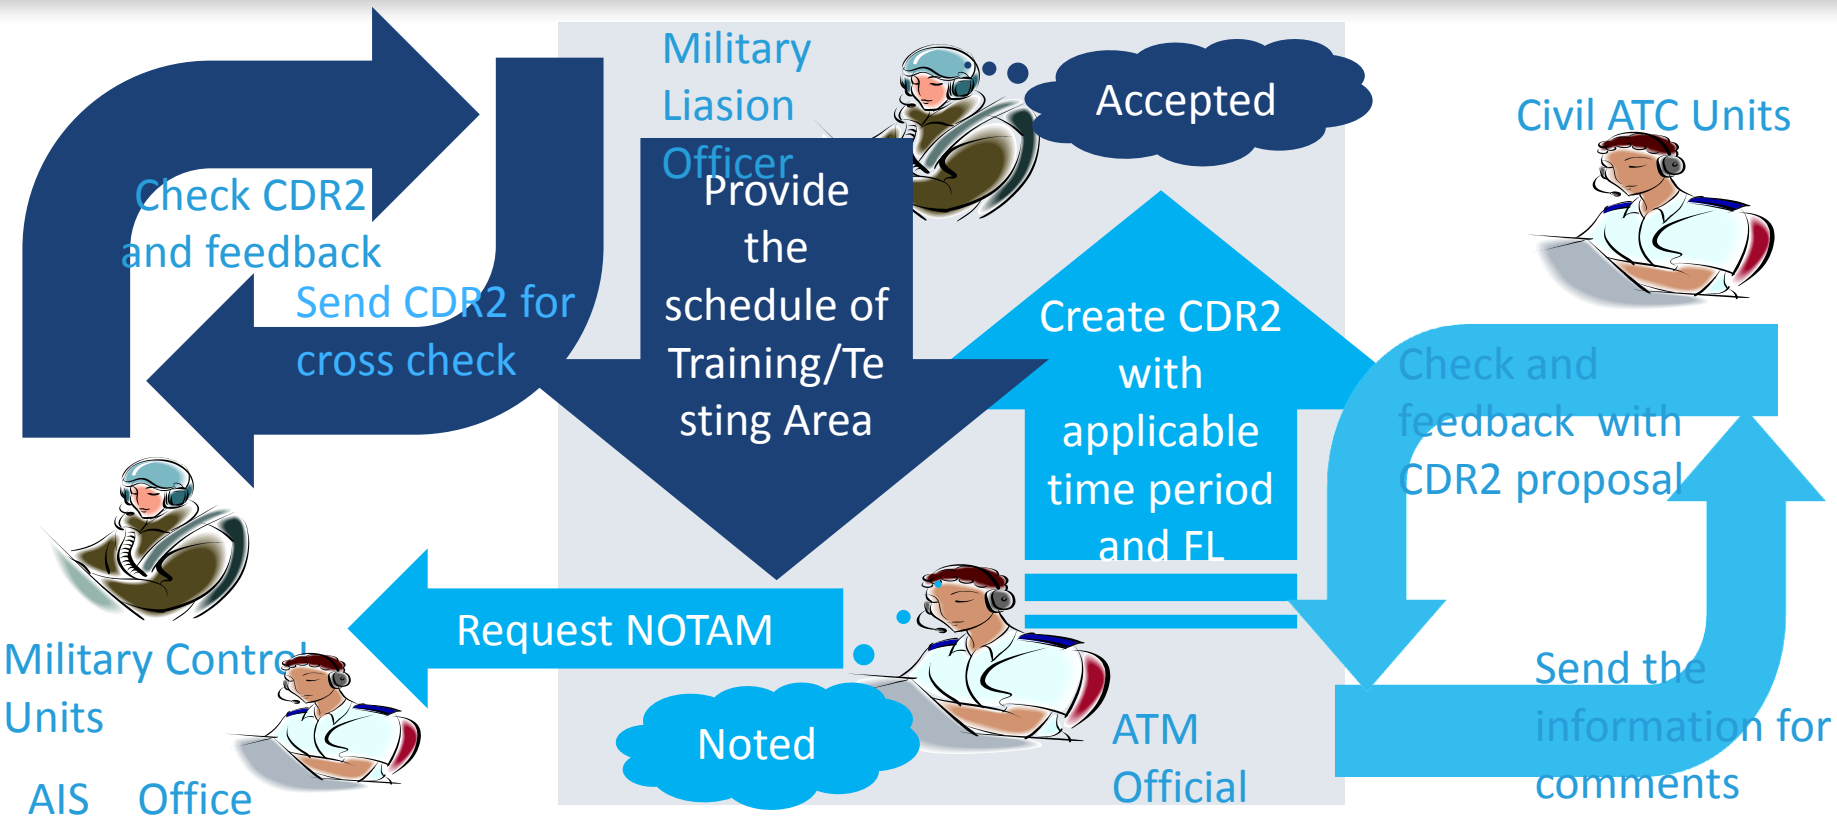 Military
Liasion
Officer
Accepted
Civil ATC Units
Check CDR2
and feedback
Send CDR2 for
cross check
Provide
the
schedule of
Training/Te
sting Area
Create CDR2
with
applicable
time period
and FL
Check and
feedback with
CDR2 proposal
Request NOTAM
Military Control
Units
Noted
ATM
Official
Send the
information for
comments
AIS Office